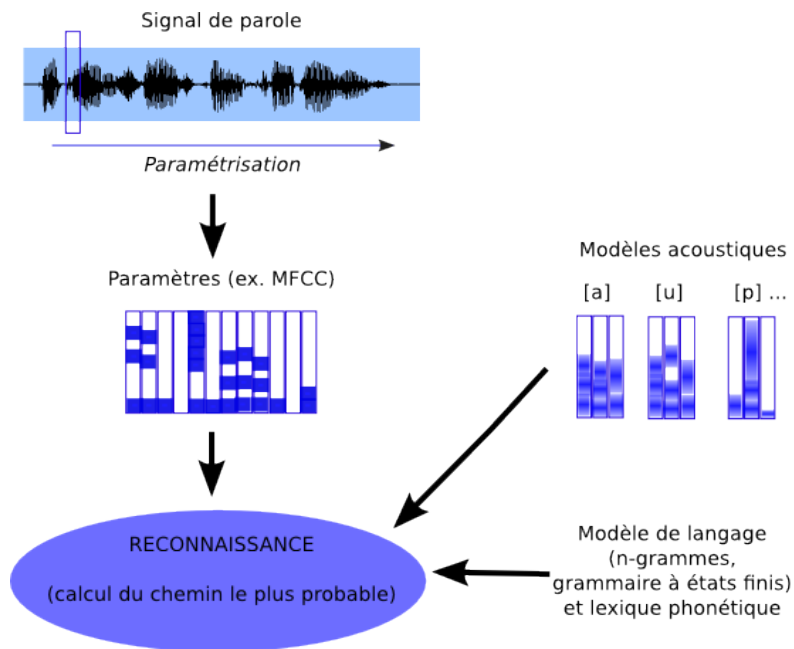 Signal de parole
Paramétrisation
Paramètres (ex. MFCC)
Modèles acoustiques
[a] [u] [p] ...
RECONNAISSANCE
(calcul du chemin le plus probable)
Modèle de langage
(n-grammes,
grammaire à états finis)
et lexique phonétique